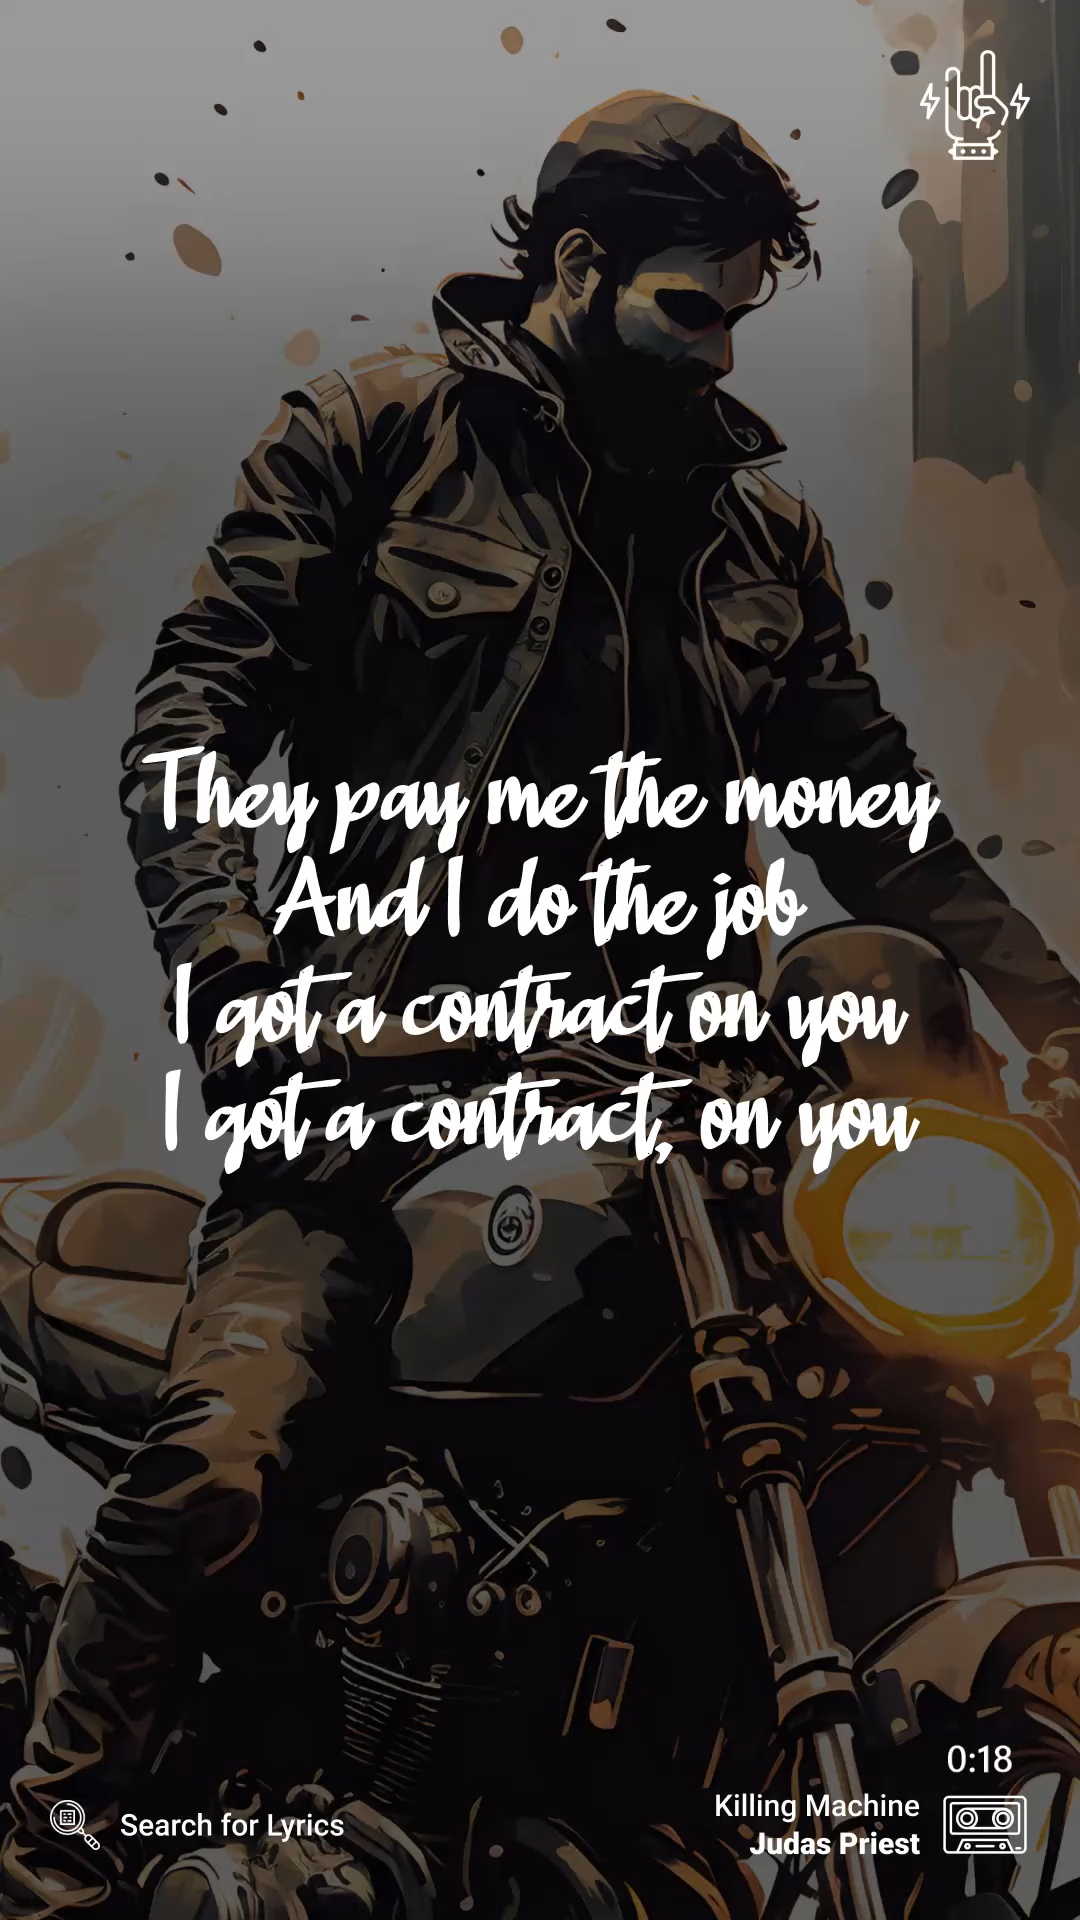 They pay me the money
And I do the job
I got a contract on you
I got a contract, on you
0:18
Search for Lyrics
Killing Machine
Judas Priest